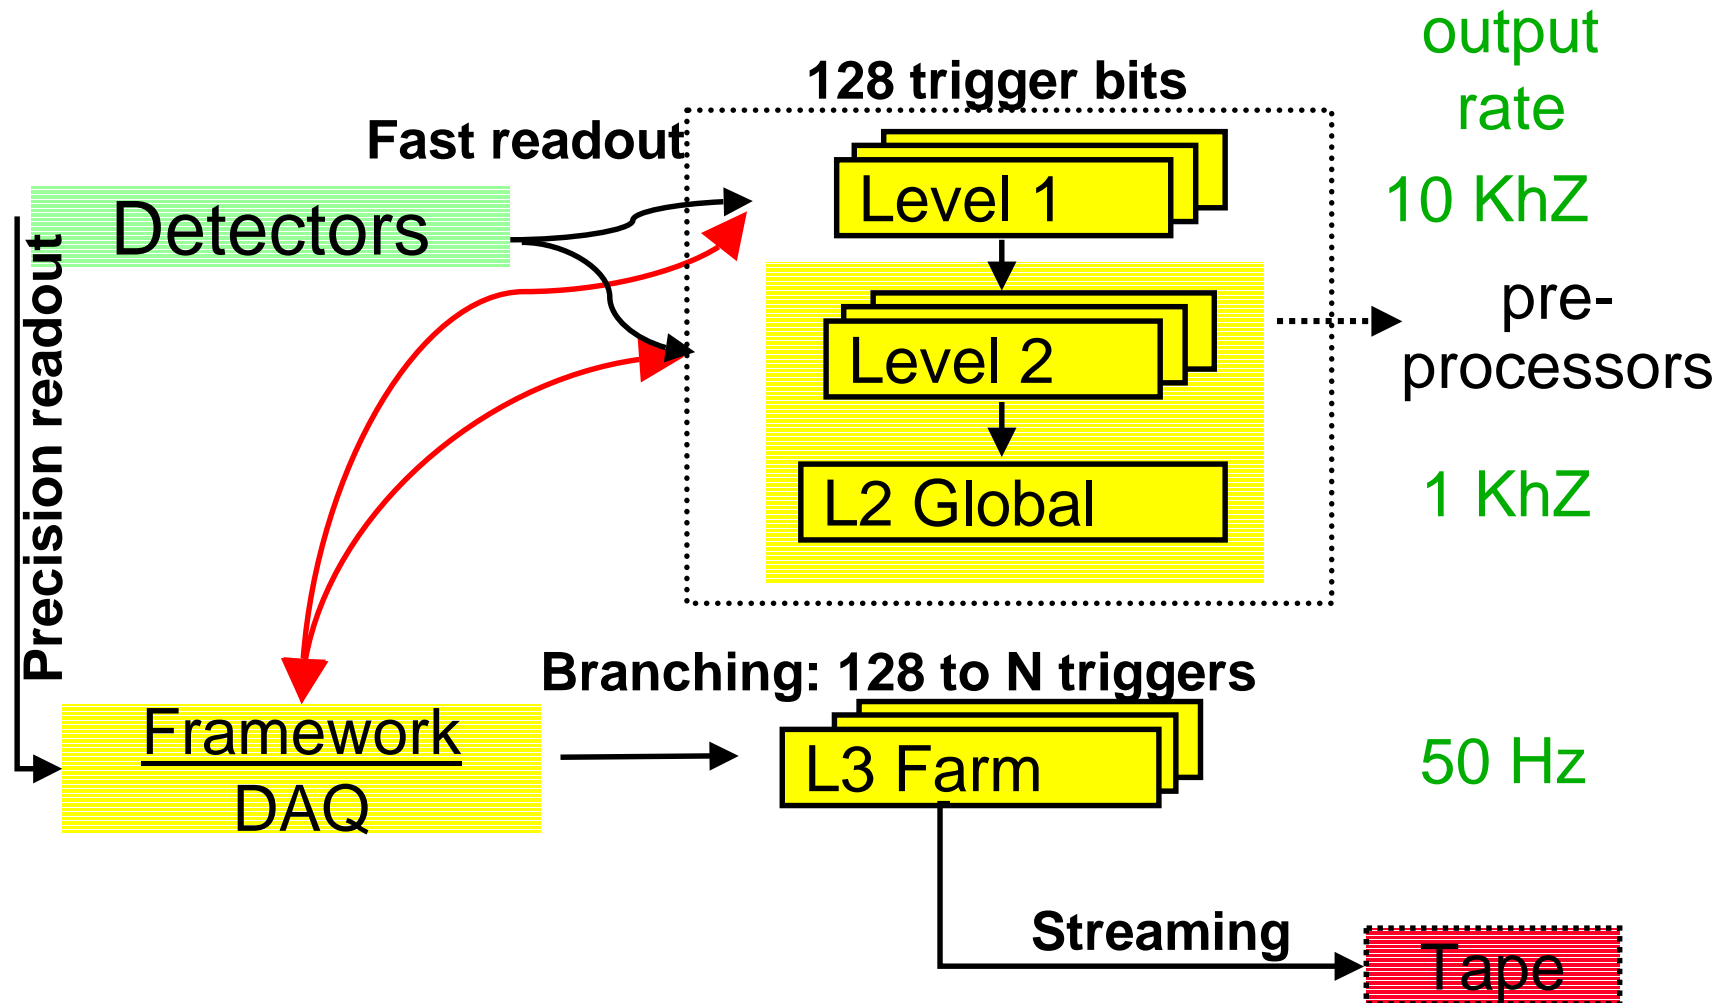 output
rate
128 trigger bits
Fast readout
Level 1
10 KhZ
Detectors
Precision readout
pre-
processors
Level 2
L2 Global
1 KhZ
Branching: 128 to N triggers
Framework
DAQ
L3 Farm
50 Hz
Streaming
Tape